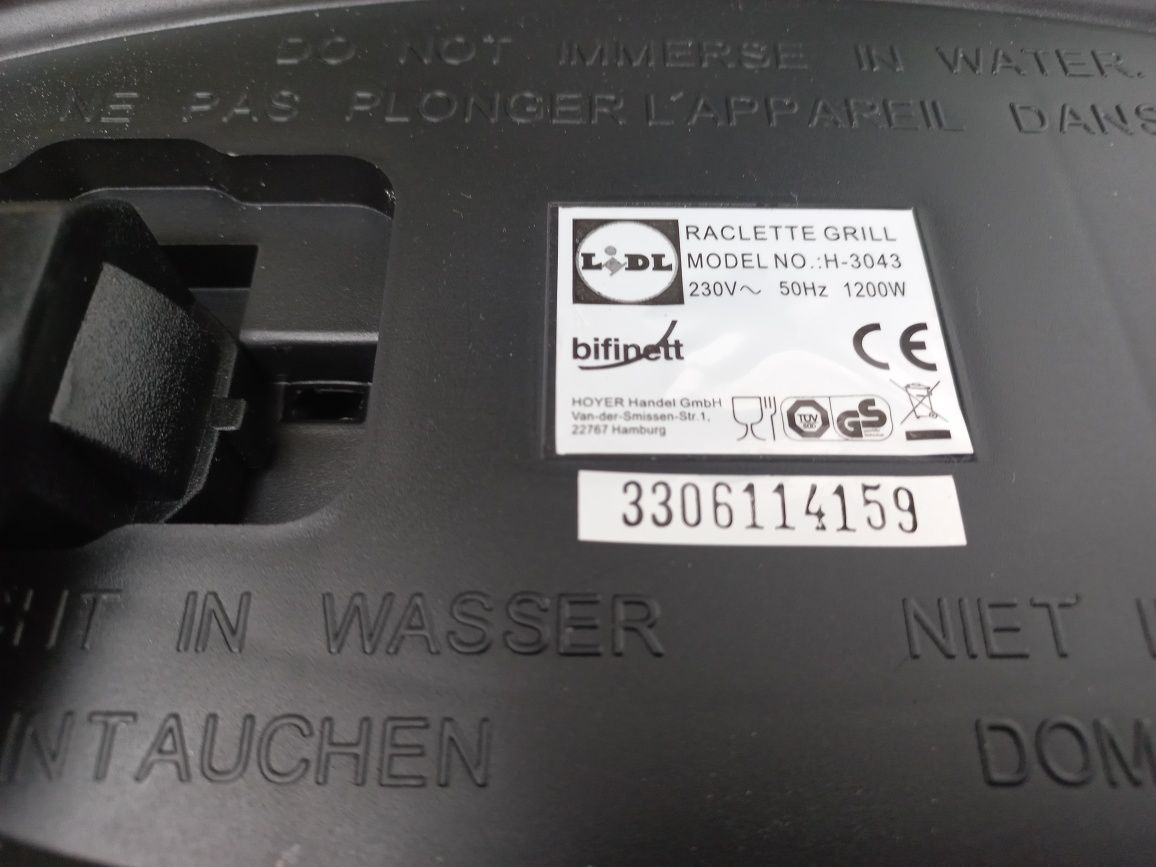 DO NOT IMMERSE IN WATER.
NE PAS PLONGER L'APPAREIL DANS
LIDL
RACLETTE GRILL
MODEL NO.:H-3043
230V~ 50Hz 1200W
bifinett
CE
HOYER Handel GmbH
Van-der-Smissen-Str.1,
22767 Hamburg
TÜV
SÜD
GS
3306114159
IN WASSER
NIET
NTAUCHEN
DOM